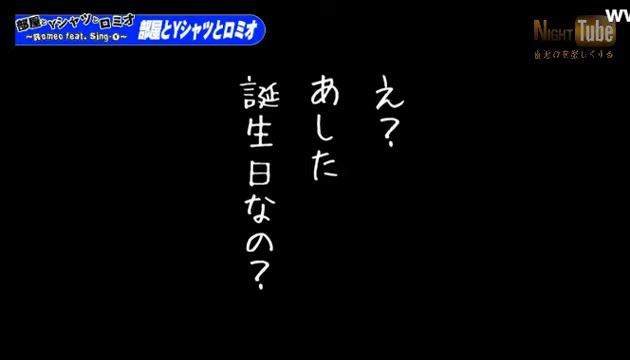 部屋とYシャツとロミオ
~Romeo feat. Sing-O~
部屋とYシャツとロミオ
NIGHT Tube
w
え?
あした
誕生日なの?